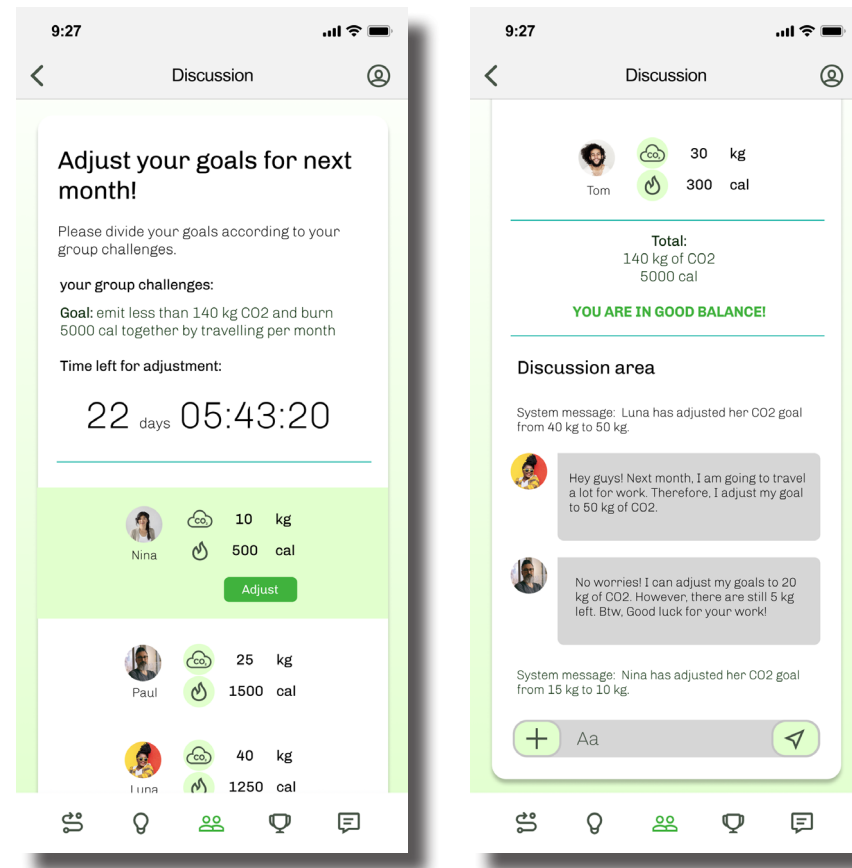 9:27
Discussion
Adjust your goals for next
month!
Please divide your goals according to your
group challenges.
your group challenges:
Goal: emit less than 140 kg CO2 and burn
5000 cal together by travelling per month
Time left for adjustment:
22 days 05:43:20
CO2 10 kg
500 cal
Nina
Adjust
CO2 25 kg
1500 cal
Paul
CO2 40 kg
1250 cal
Luna
9:27
Discussion
CO2 30 kg
300 cal
Tom
Total:
140 kg of CO2
5000 cal
YOU ARE IN GOOD BALANCE!
Discussion area
System message: Luna has adjusted her CO2 goal
from 40 kg to 50 kg.
Hey guys! Next month, I am going to travel
a lot for work. Therefore, I adjust my goal
to 50 kg of CO2.
No worries! I can adjust my goals to 20
kg of CO2. However, there are still 5 kg
left. Btw, Good luck for your work!
System message: Nina has adjusted her CO2 goal
from 15 kg to 10 kg.
Aa